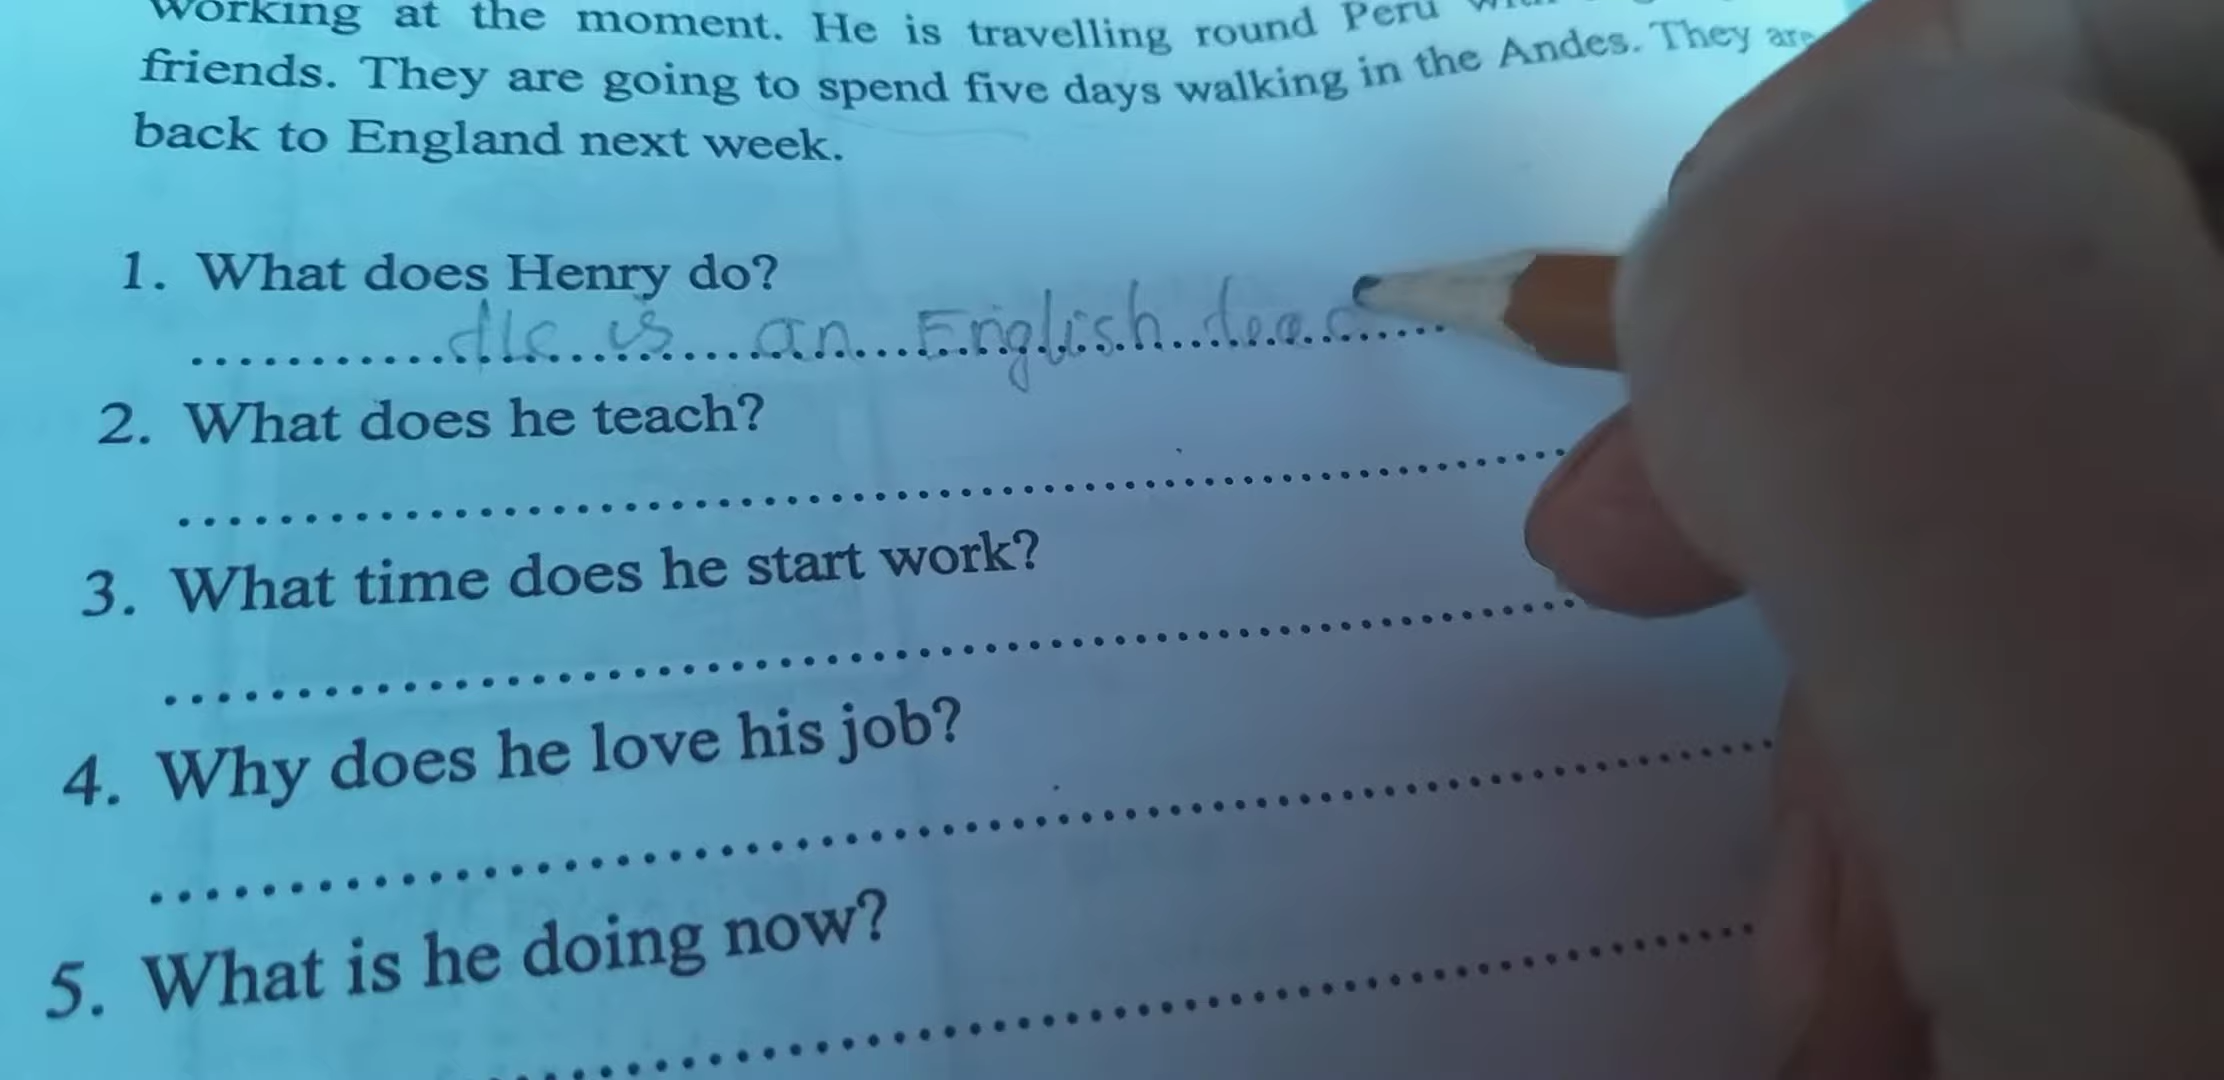 working at the moment. He is travelling round Peru
friends. They are going to spend five days walking in the Andes. They are
back to England next week.
1. What does Henry do?
He is an English teac
2. What does he teach?
3. What time does he start work?
4. Why does he love his job?
5. What is he doing now?